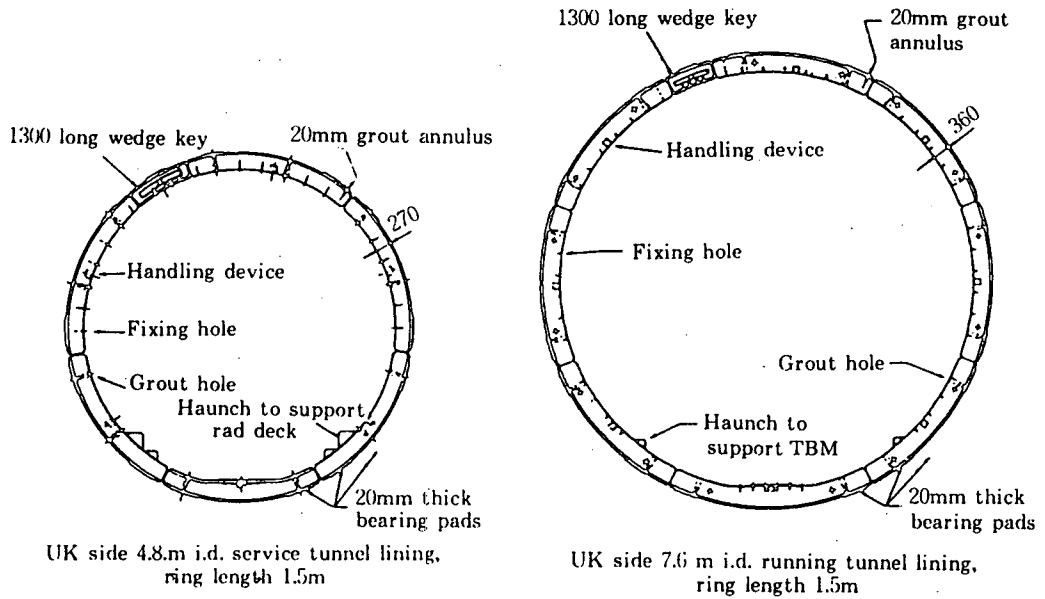 1300 long wedge key
20mm grout annulus
270
Handling device
Fixing hole
Grout hole
Haunch to support
rad deck
20mm thick
bearing pads
UK side 4.8.m i.d. service tunnel lining,
ring length 1.5m
1300 long wedge key
20mm grout
annulus
360
Handling device
Fixing hole
Grout hole
Haunch to
support TBM
20mm thick
bearing pads
UK side 7.6 m i.d. running tunnel lining,
ring length 1.5m